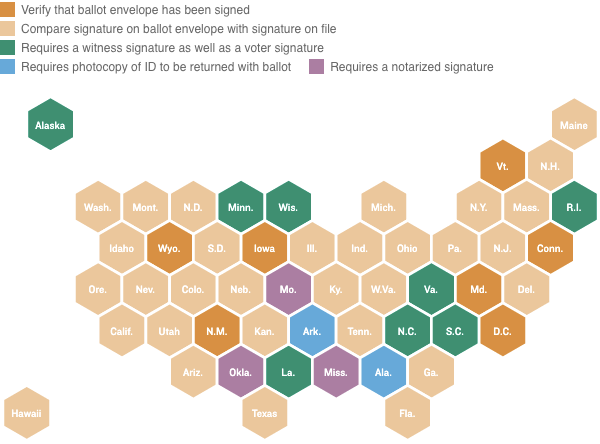 Verify that ballot envelope has been signed
Compare signature on ballot envelope with signature on file
Requires a witness signature as well as a voter signature
Requires photocopy of ID to be returned with ballot Requires a notarized signature
Alaska Maine
Vt. N.H.
Wash. Mont. N.D. Minn. Wis. Mich. N.Y. Mass. R.I.
Idaho Wyo. S.D. Iowa Ill. Ind. Ohio Pa. N.J. Conn.
Ore. Nev. Colo. Neb. Mo. Ky. W.Va. Va. Md. Del.
Calif. Utah N.M. Kan. Ark. Tenn. N.C. S.C. D.C.
Ariz. Okla. La. Miss. Ala. Ga.
Hawaii Texas Fla.